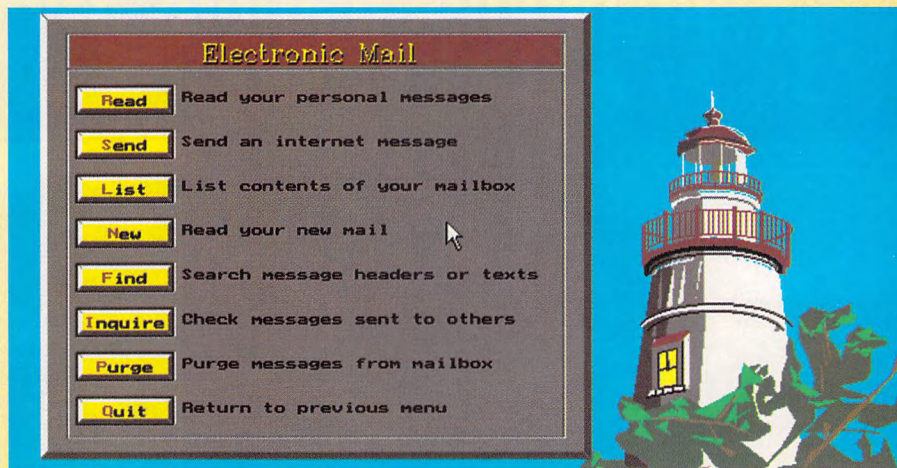 Electronic Mail
Read Read your personal messages
Send Send an internet message
List List contents of your mailbox
New Read your new mail
Find Search message headers or texts
Inquire Check messages sent to others
Purge Purge messages from mailbox
Quit Return to previous menu